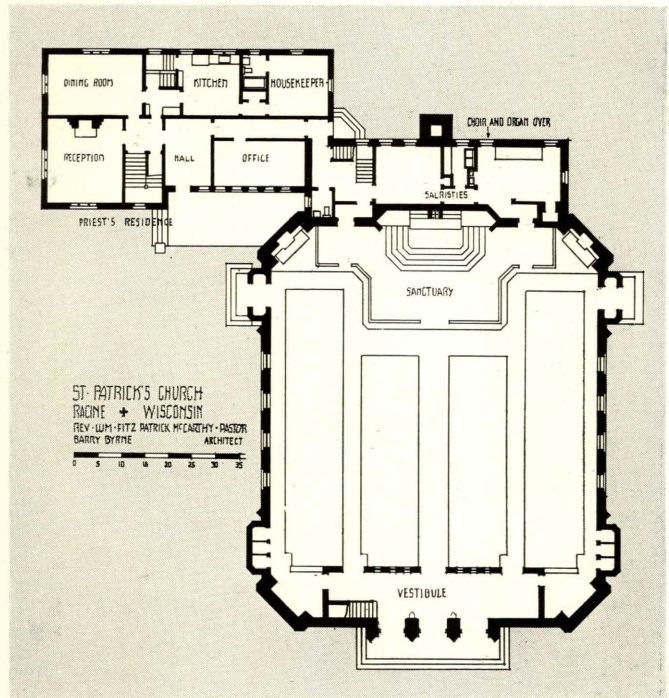 DINING ROOM
KITCHEN
HOUSEKEEPER
CHOIR AND ORGAN OVER
RECEPTION
HALL
OFFICE
SACRISTIES
PRIEST'S RESIDENCE
SANCTUARY
ST. PATRICK'S CHURCH
RACINE + WISCONSIN
REV · WM · FITZ PATRICK McCARTHY · PASTOR
BARRY BYRNE ARCHITECT
0 5 10 15 20 25 30 35
VESTIBULE